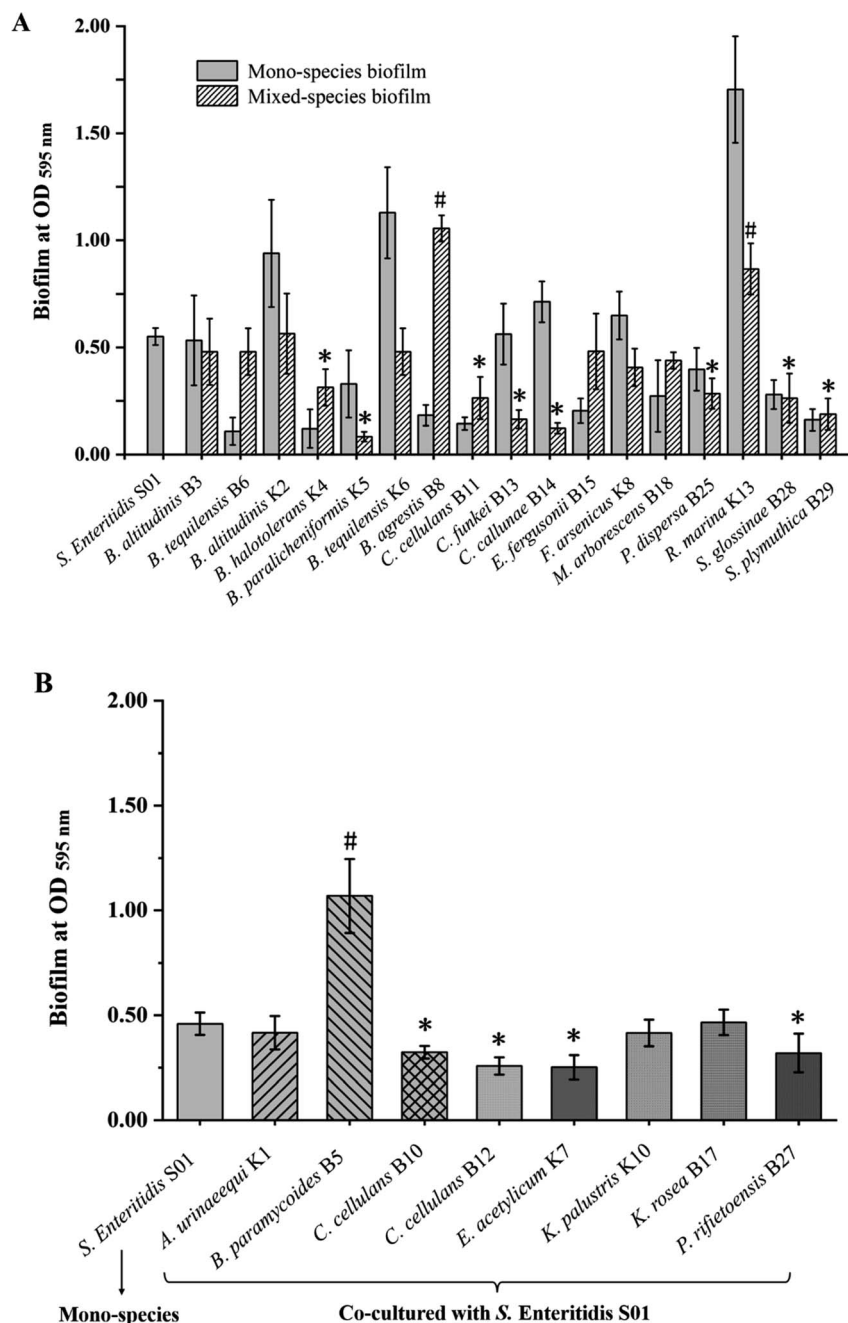 A
2.00
1.50
1.00
0.50
0.00
Biofilm at OD 595 nm
Mono-species biofilm
Mixed-species biofilm
*
*
#
*
*
*
*
#
*
*
S. Enteritidis S01
B. altitudinis B3
B. tequilensis B6
B. altitudinis K2
B. halotolerans K4
B. paralicheniformis K5
B. tequilensis K6
B. agrestis B8
C. cellulans B11
C. funkei B13
C. callunae B14
E. fergusonii B15
F. arsenicus K8
M. arborescens B18
P. dispersa B25
R. marina K13
S. glossinae B28
S. plymuthica B29
B
2.00
1.50
1.00
0.50
0.00
Biofilm at OD 595 nm
#
*
*
*
*
S. Enteritidis S01
A. urinaeequi K1
B. paramycoides B5
C. cellulans B10
C. cellulans B12
E. acetylicum K7
K. palustris K10
K. rosea B17
P. rifietoensis B27
Mono-species
Co-cultured with S. Enteritidis S01